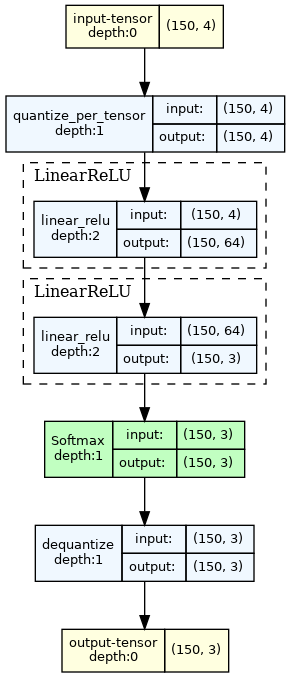 input-tensor
depth:0
(150, 4)
quantize_per_tensor
depth:1
input:
(150, 4)
output:
(150, 4)
LinearReLU
linear_relu
depth:2
input:
(150, 4)
output:
(150, 64)
LinearReLU
linear_relu
depth:2
input:
(150, 64)
output:
(150, 3)
Softmax
depth:1
input:
(150, 3)
output:
(150, 3)
dequantize
depth:1
input:
(150, 3)
output:
(150, 3)
output-tensor
depth:0
(150, 3)